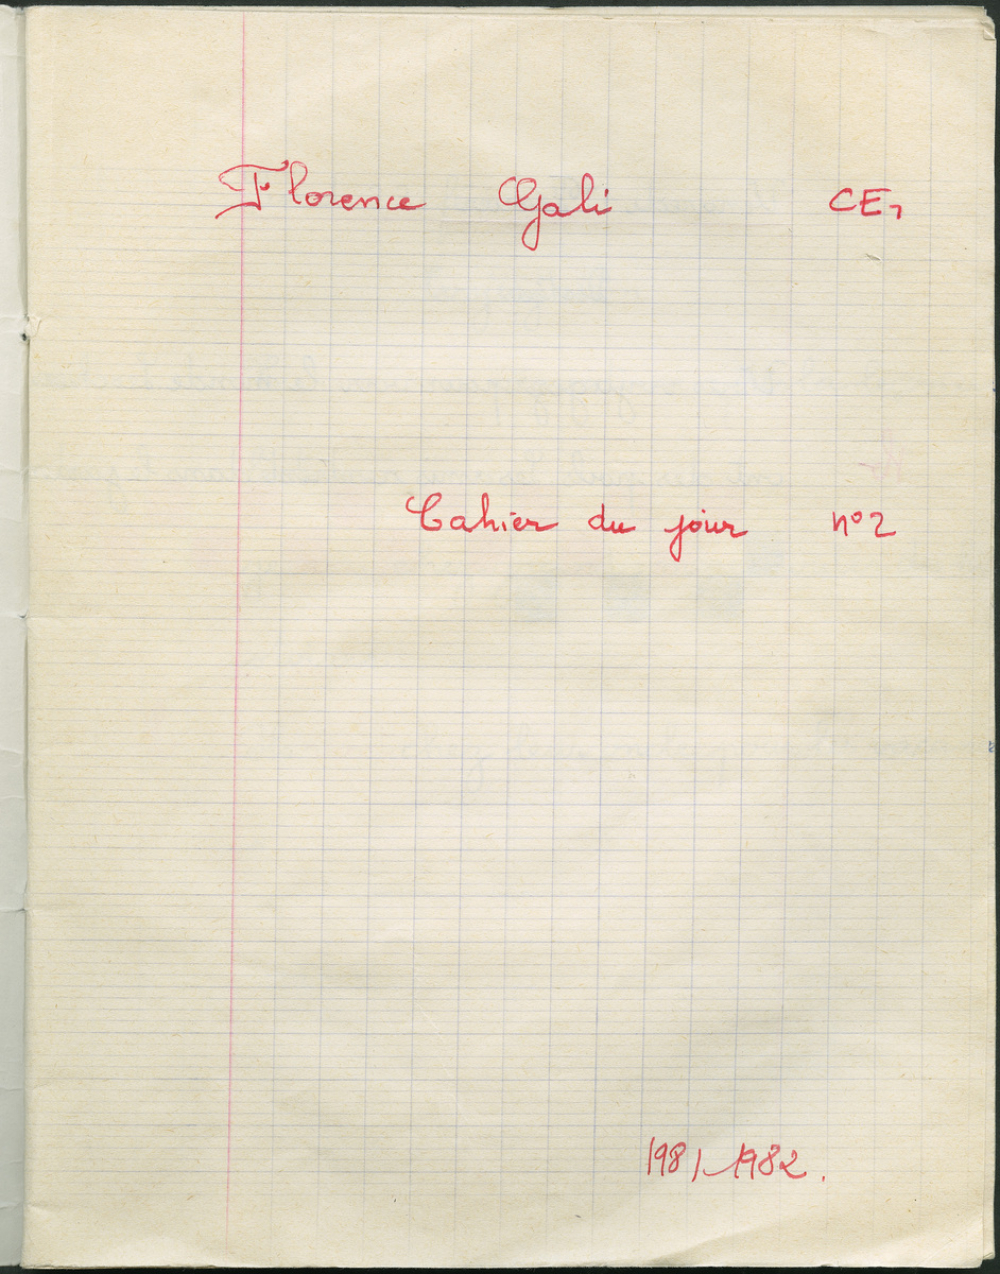 Florence Gali CE1
Cahier du jour n°2
1981-1982.